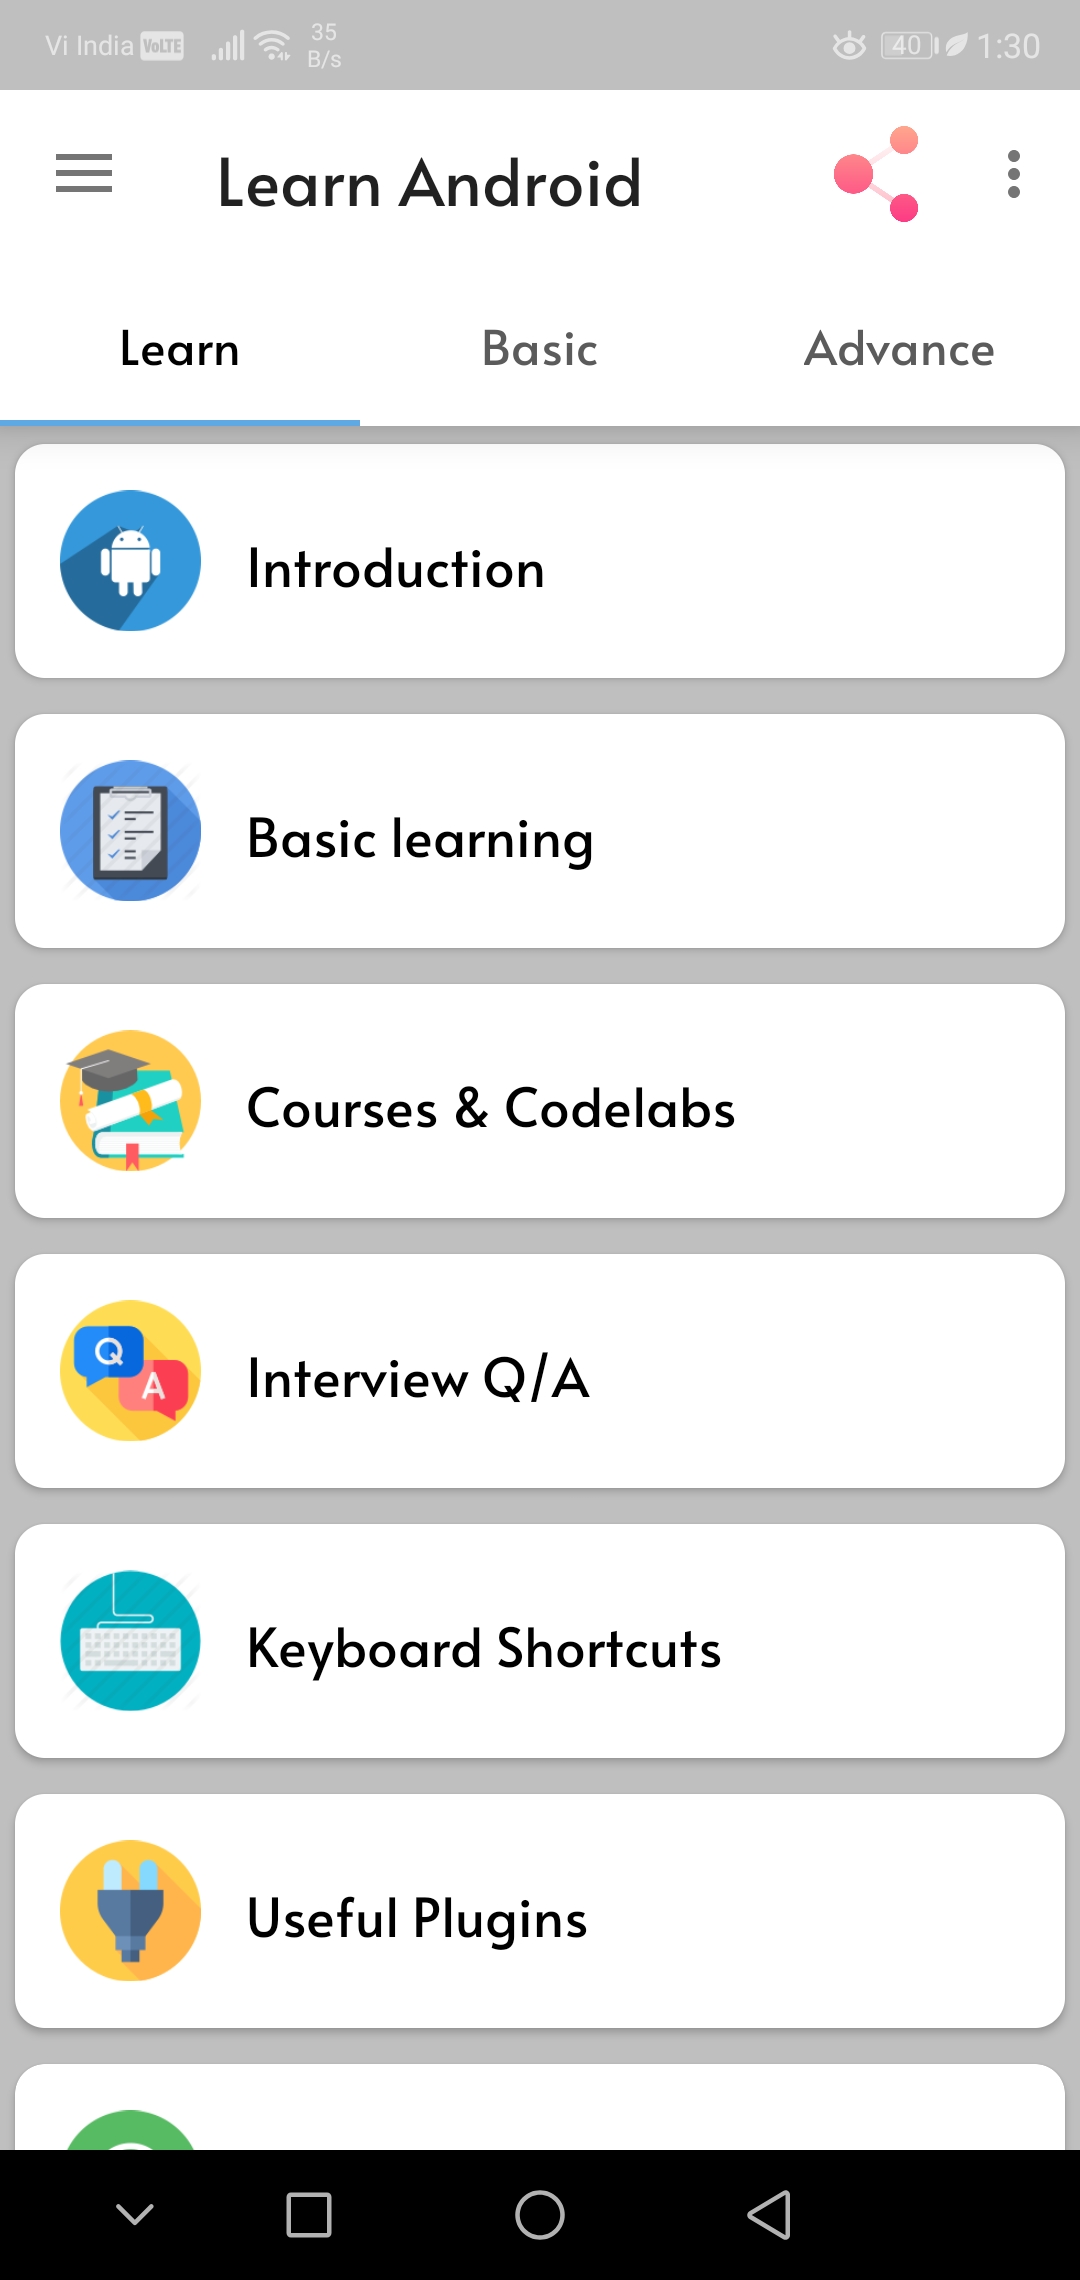 Vi India VoLTE 35 B/s 40 1:30
Learn Android
Learn Basic Advance
Introduction
Basic learning
Courses & Codelabs
Q A
Interview Q/A
Keyboard Shortcuts
Useful Plugins